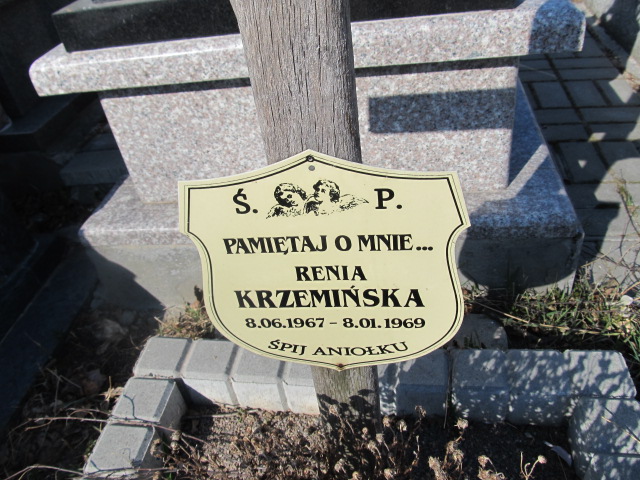 Ś. P.
PAMIĘTAJ O MNIE...
RENIA
KRZEMIŃSKA
8.06.1967 - 8.01.1969
ŚPIJ ANIOŁKU